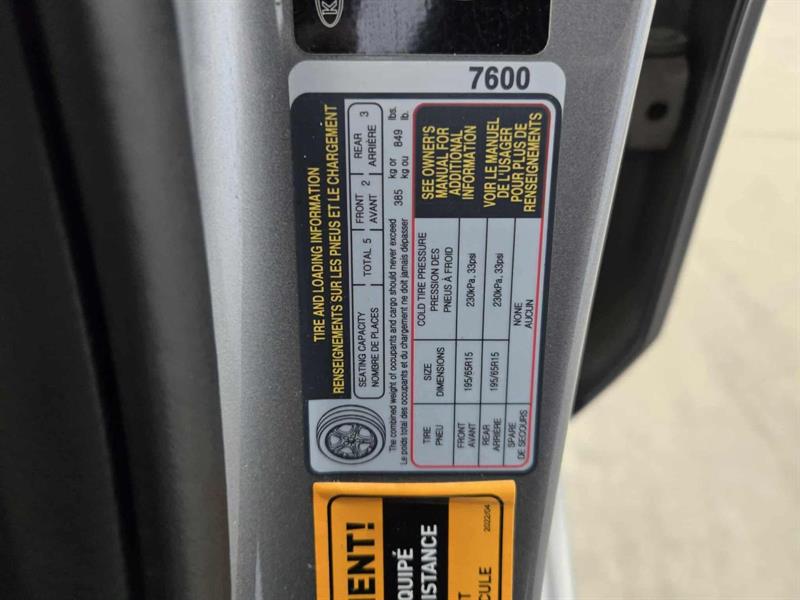 7600
TIRE AND LOADING INFORMATION
RENSEIGNEMENTS SUR LES PNEUS ET LE CHARGEMENT
SEATING CAPACITY TOTAL 5 FRONT 2 REAR 3
NOMBRE DE PLACES AVANT ARRIÈRE
The combined weight of occupants and cargo should never exceed 385 kg or 849 lbs.
Le poids total des occupants et du chargement ne doit jamais dépasser kg ou lb.
TIRE SIZE COLD TIRE PRESSURE
PNEU DIMENSIONS PRESSION DES
PNEUS À FROID
FRONT 195/65R15 230kPa, 33psi
AVANT
REAR 195/65R15 230kPa, 33psi
ARRIÈRE
SPARE NONE
DE SECOURS AUCUN
SEE OWNER'S
MANUAL FOR
ADDITIONAL
INFORMATION
VOIR LE MANUEL
DE L'USAGER
POUR PLUS DE
RENSEIGNEMENTS
MENT!
QUIPÉ
ISTANCE
T
CULE
2022/04